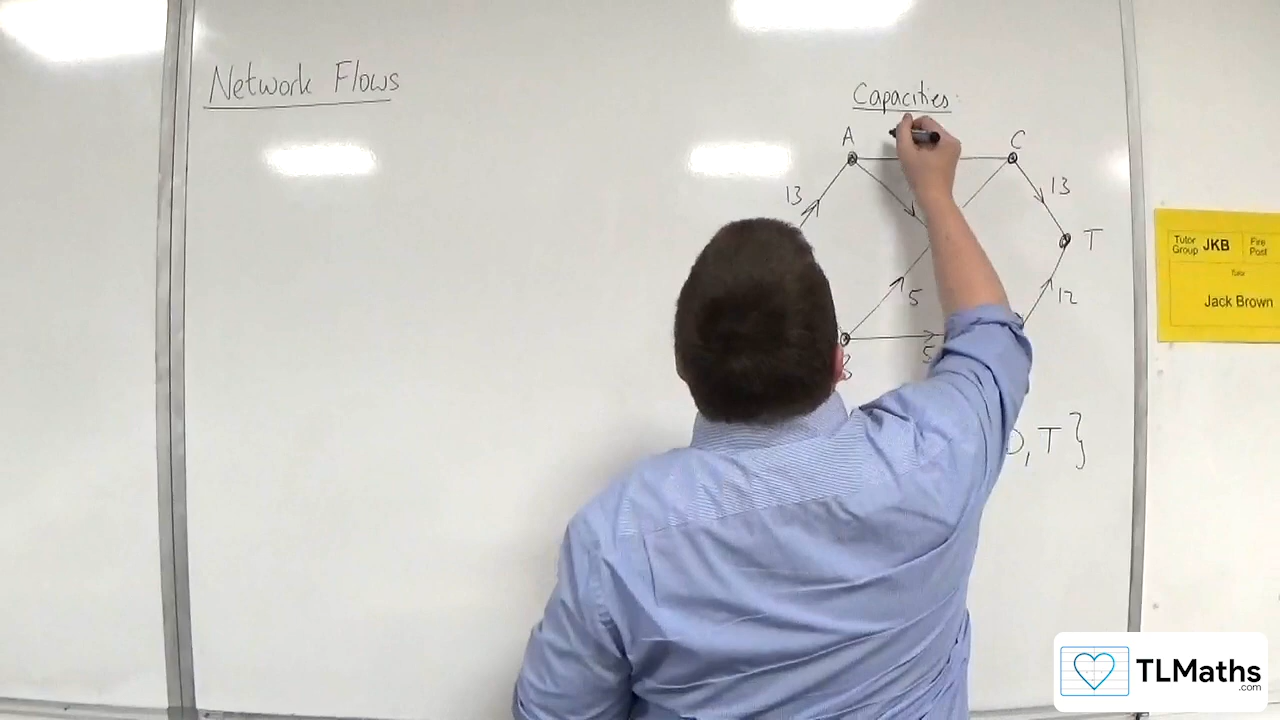 Network Flows
Capacities:
A
C
13
13
T
5
12
5
B
D, T }
Tutor Group JKB
Fire Post
Tutor
Jack Brown
TLMaths
.com